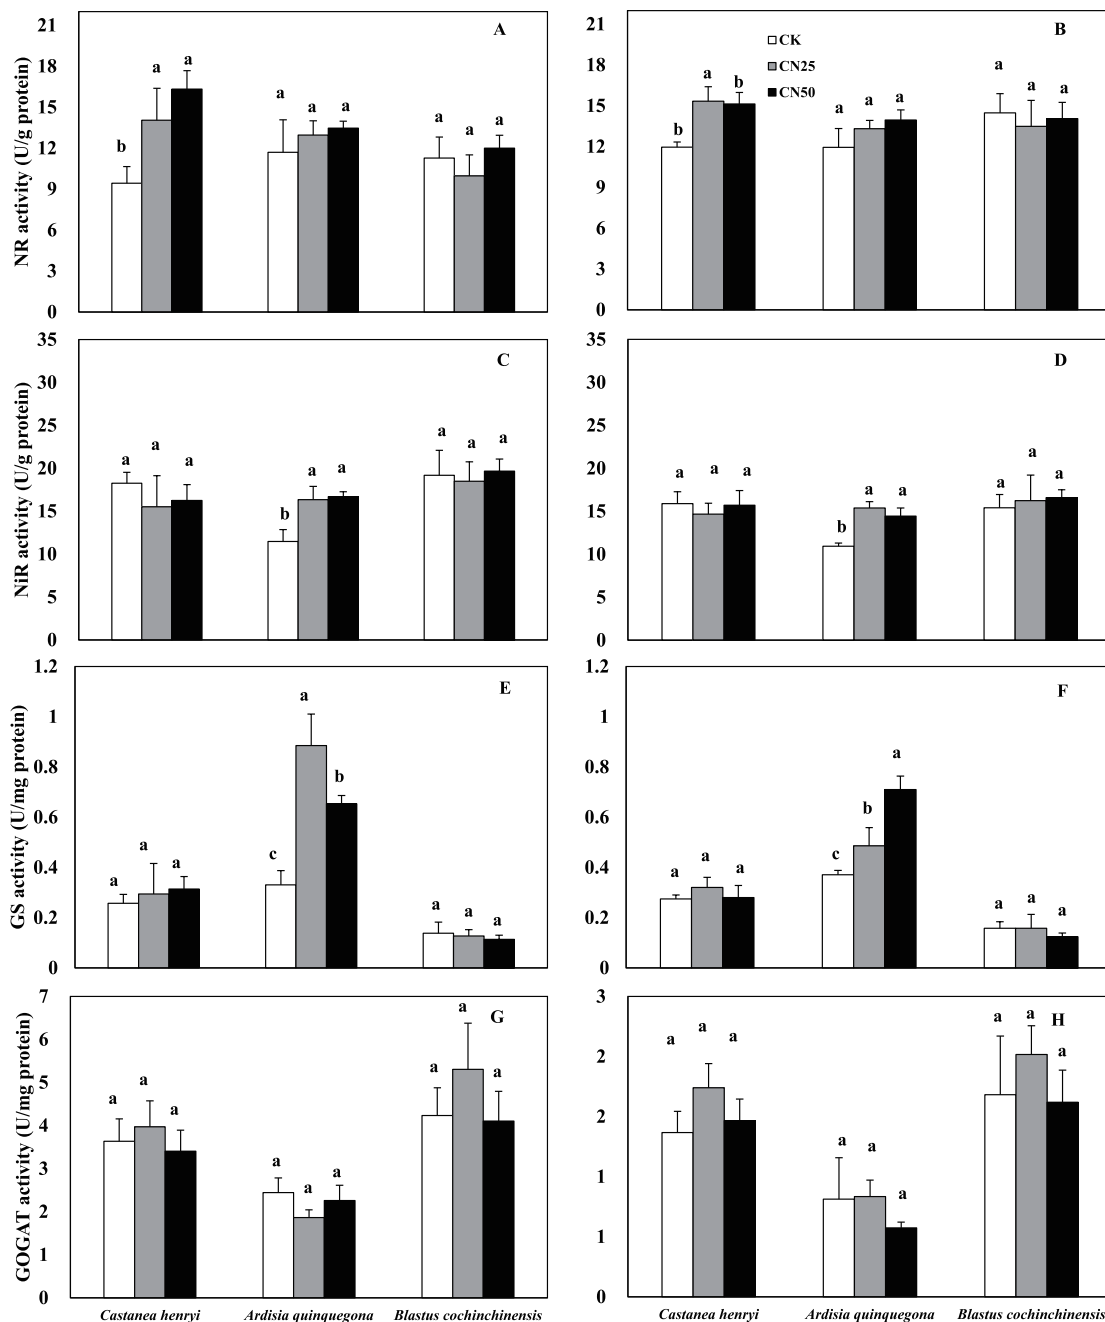 NR activity (U/g protein)
21
18
15
12
9
6
3
0
A
b a a
a a a
a a a
21
18
15
12
9
6
3
0
B
CK
CN25
CN50
b a b
a a a
a a a
NiR activity (U/g protein)
35
30
25
20
15
10
5
0
C
a a a
b a a
a a a
35
30
25
20
15
10
5
0
D
a a a
b a a
a a a
GS activity (U/mg protein)
1.2
1
0.8
0.6
0.4
0.2
0
E
a a a
c a b
a a a
1.2
1
0.8
0.6
0.4
0.2
0
F
a a a
c b a
a a a
GOGAT activity (U/mg protein)
7
6
5
4
3
2
1
0
G
a a a
a a a
a a a
Castanea henryi Ardisia quinquegona Blastus cochinchinensis
3
2
2
1
1
0
H
a a a
a a a
a a a
Castanea henryi Ardisia quinquegona Blastus cochinchinensis